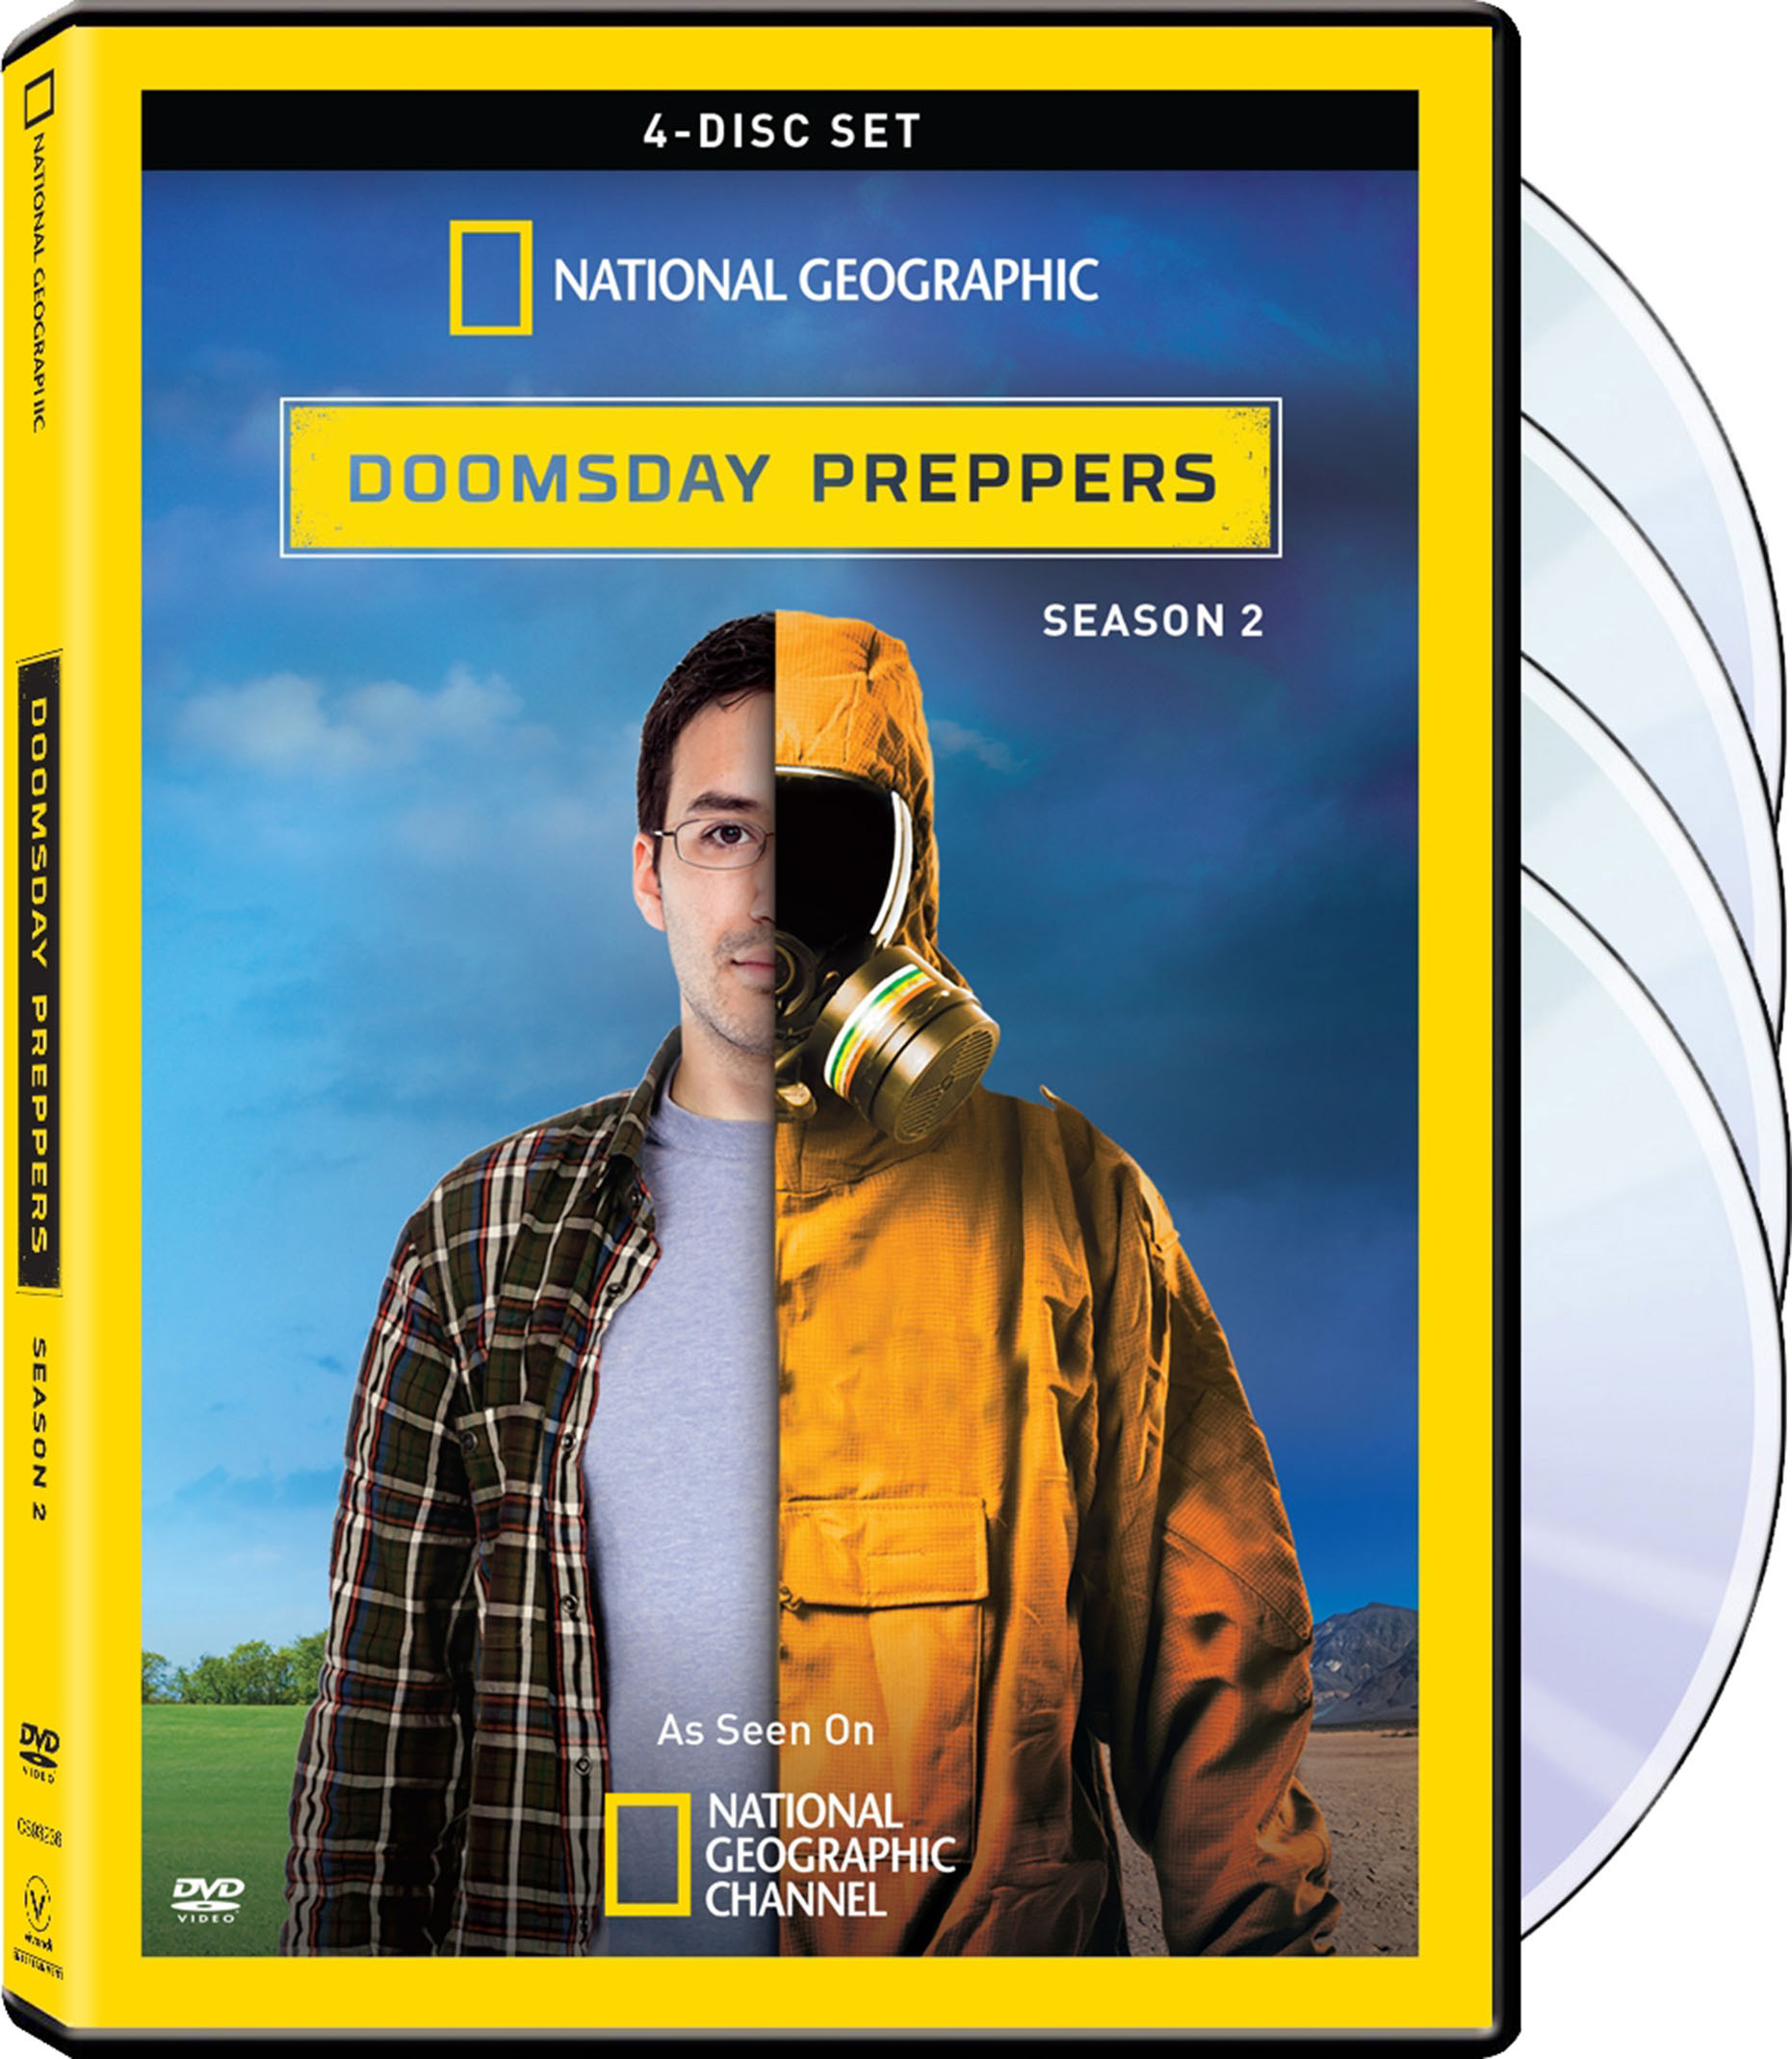 4-DISC SET
NATIONAL GEOGRAPHIC
DOOMSDAY PREPPERS
SEASON 2
As Seen On
NATIONAL
GEOGRAPHIC
CHANNEL
DVD
VIDEO
NATIONAL GEOGRAPHIC
DOOMSDAY PREPPERS
SEASON 2
DVD
VIDEO
V